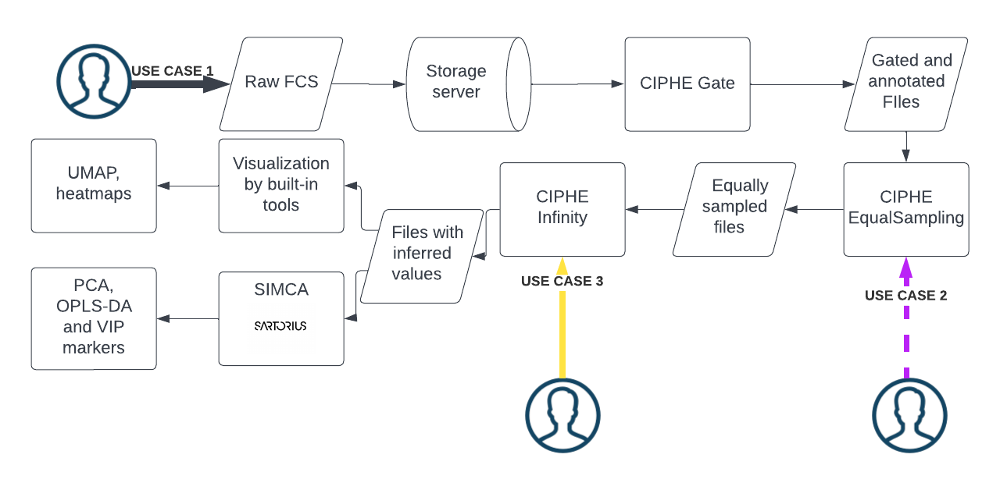 USE CASE 1
Raw FCS
Storage
server
CIPHE Gate
Gated and
annotated
FIles
UMAP,
heatmaps
Visualization
by built-in
tools
Files with
inferred
values
CIPHE
Infinity
Equally
sampled
files
CIPHE
EqualSampling
PCA,
OPLS-DA
and VIP
markers
SIMCA
SARTORIUS
USE CASE 3
USE CASE 2